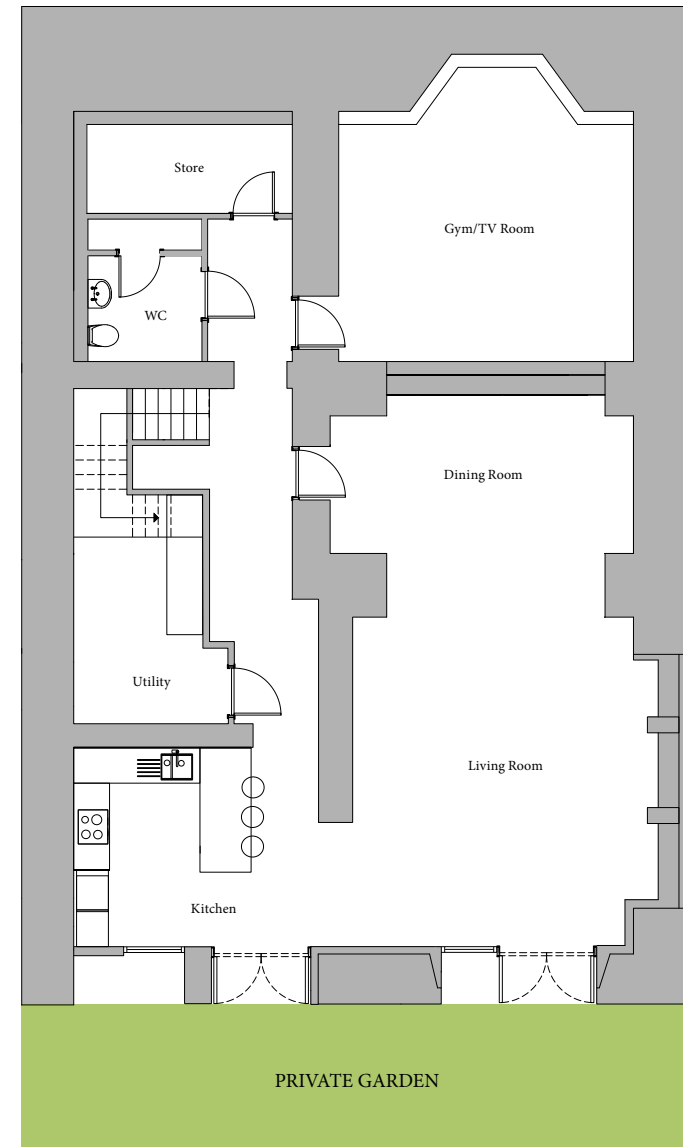 Store
Gym/TV Room
WC
Dining Room
Utility
Living Room
Kitchen
PRIVATE GARDEN